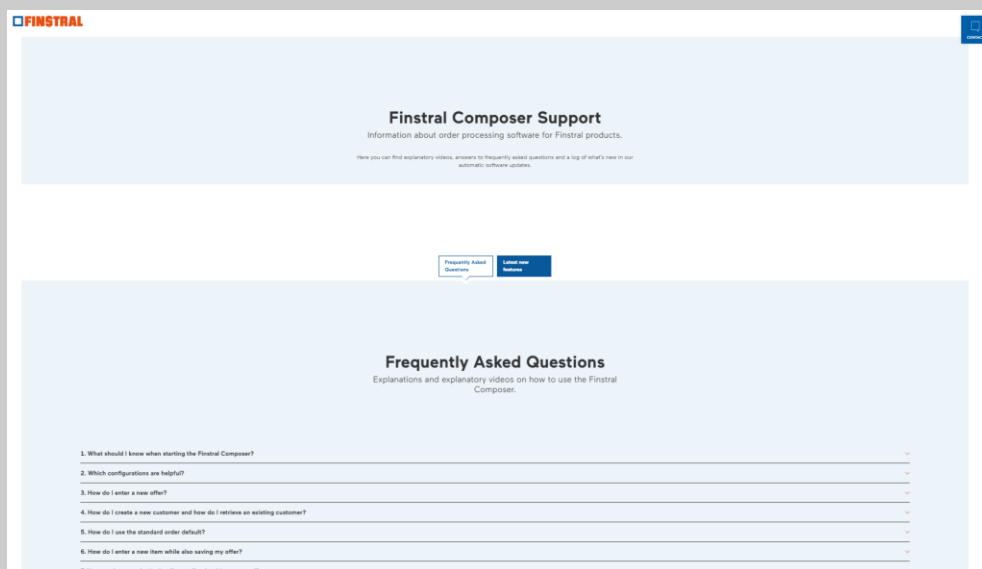 FINSTRAL
CONTACT
Finstral Composer Support
Information about order processing software for Finstral products.
Here you can find explanatory videos, answers to frequently asked questions and a log of what's new in our
automatic software updates.
Frequently Asked
Questions
Latest new
features
Frequently Asked Questions
Explanations and explanatory videos on how to use the Finstral
Composer.
1. What should I know when starting the Finstral Composer?
2. Which configurations are helpful?
3. How do I enter a new offer?
4. How do I create a new customer and how do I retrieve an existing customer?
5. How do I use the standard order default?
6. How do I enter a new item while also saving my offer?